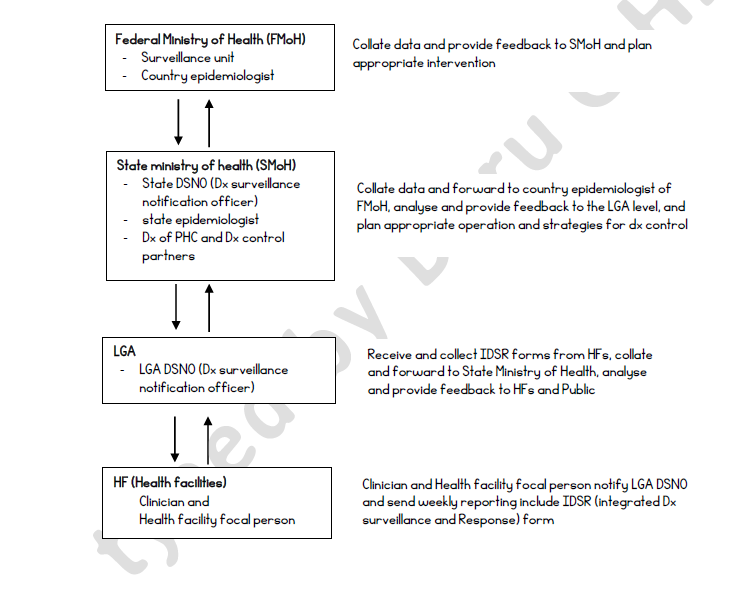 Federal Ministry of Health (FMoH)
- Surveillance unit
- Country epidemiologist
Collate data and provide feedback to SMoH and plan
appropriate intervention
State ministry of health (SMoH)
- State DSNO (Dx surveillance
notification officer)
- state epidemiologist
- Dx of PHC and Dx control
partners
Collate data and forward to country epidemiologist of
FMoH, analyse and provide feedback to the LGA level, and
plan appropriate operation and strategies for dx control
LGA
- LGA DSNO (Dx surveillance
notification officer)
Receive and collect IDSR forms from HFs, collate
and forward to State Ministry of Health, analyse
and provide feedback to HFs and Public
HF (Health facilities)
Clinician and
Health facility focal person
Clinician and Health facility focal person notify LGA DSNO
and send weekly reporting include IDSR (integrated Dx
surveillance and Response) form
by